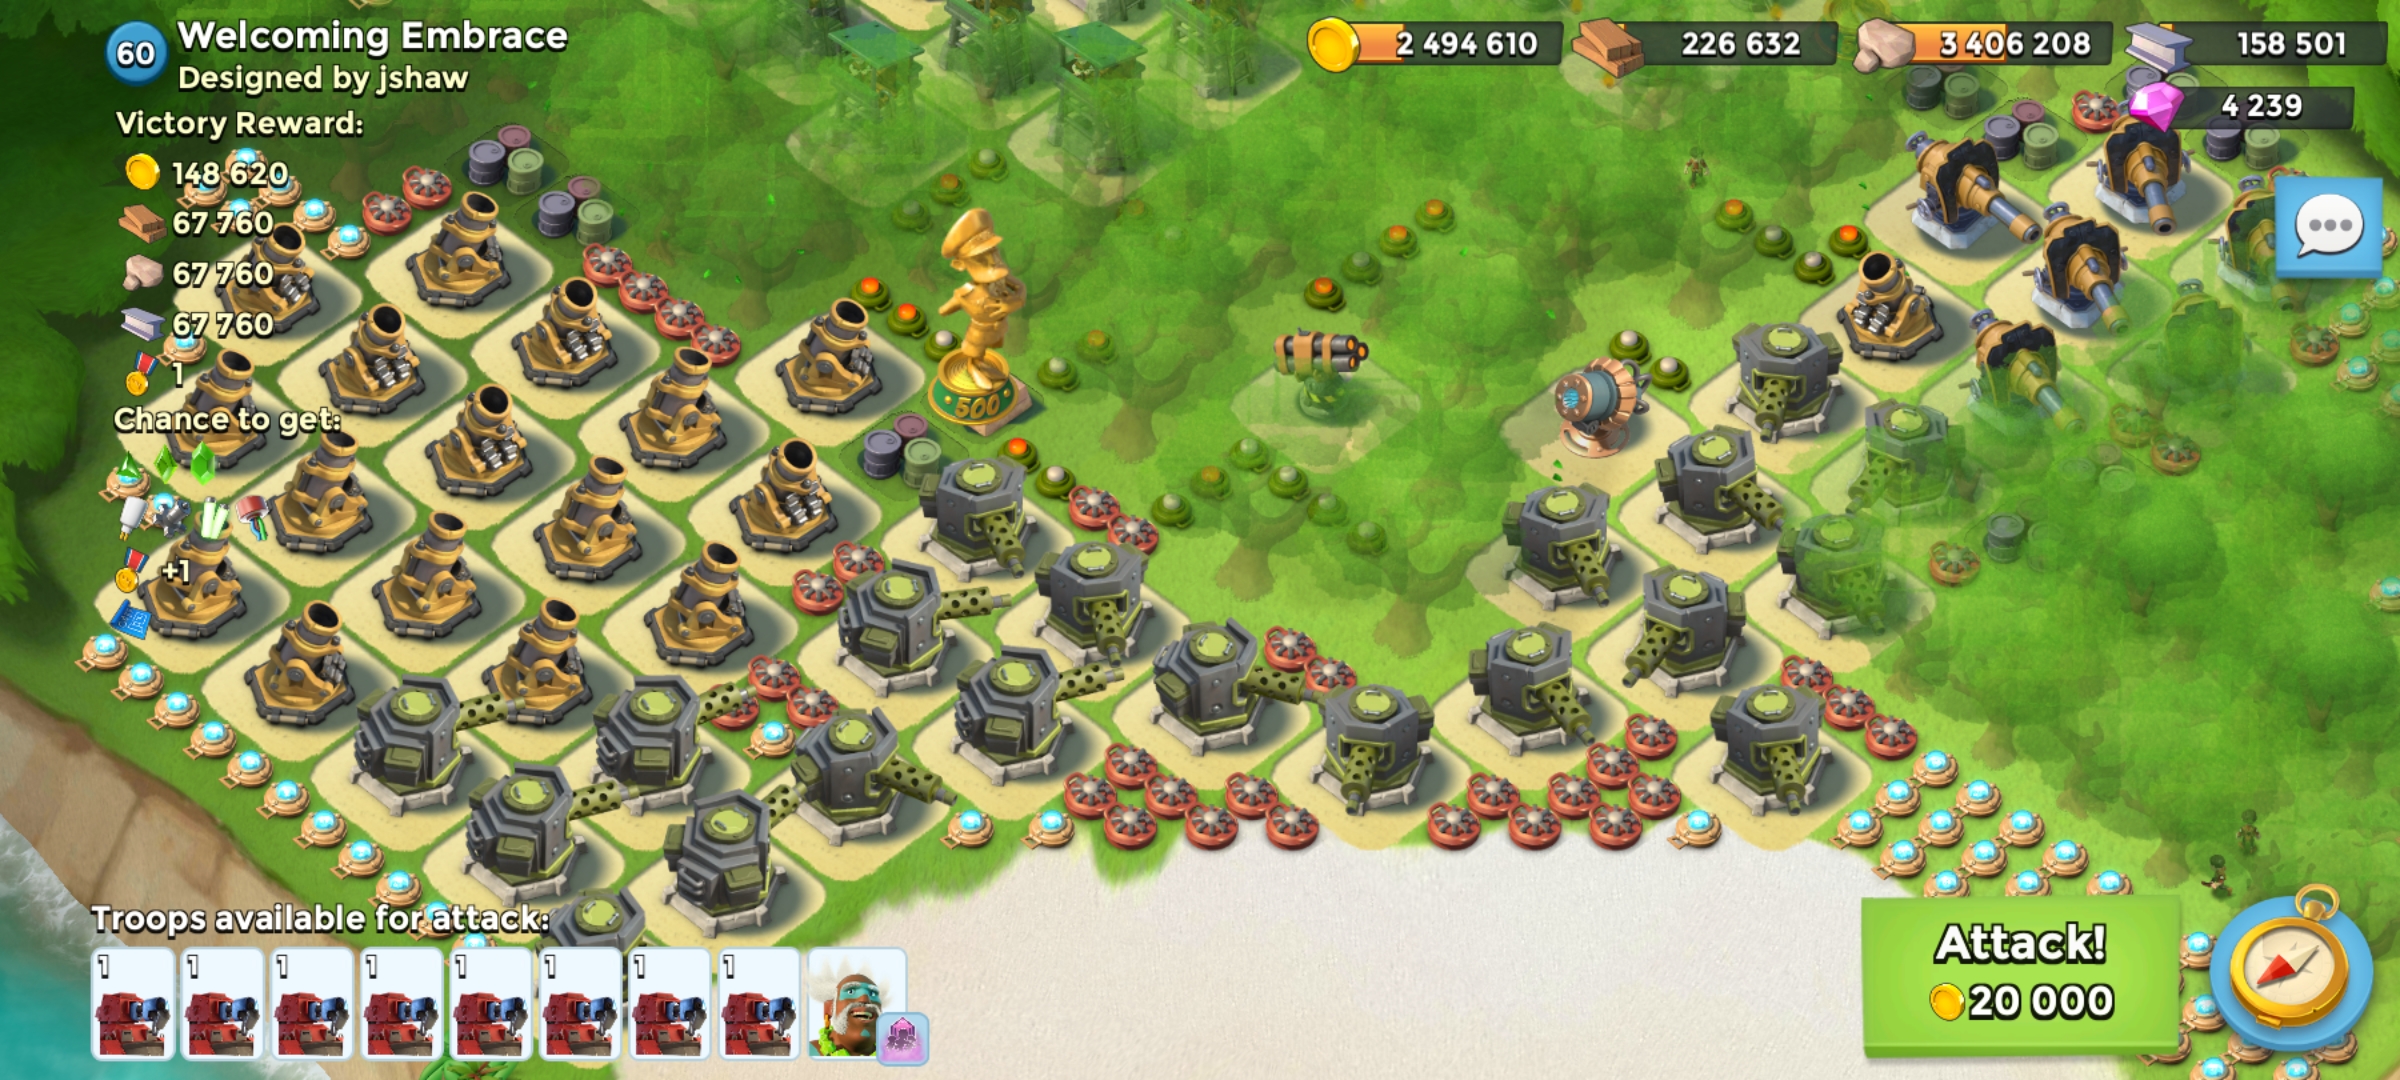 60
Welcoming Embrace
Designed by jshaw
2 494 610
226 632
3 406 208
158 501
4 239
Victory Reward:
148 620
67 760
67 760
67 760
1
Chance to get:
+1
500
Troops available for attack:
1 1 1 1 1 1 1 1
Attack!
20 000